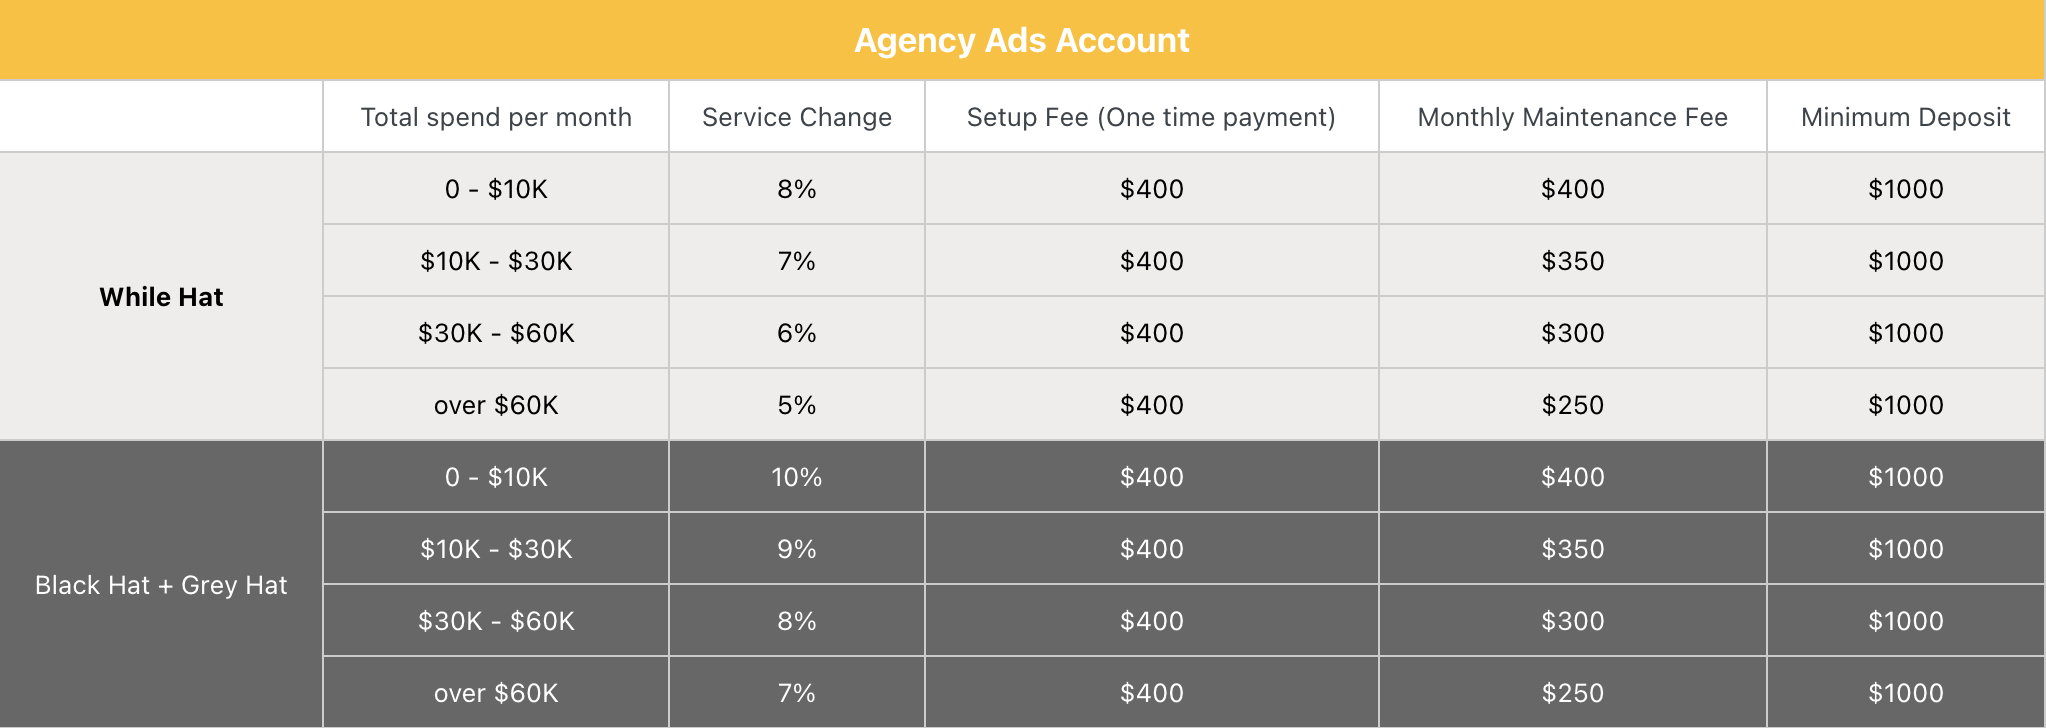 Agency Ads Account
Total spend per month Service Change Setup Fee (One time payment) Monthly Maintenance Fee Minimum Deposit
While Hat
0 - $10K 8% $400 $400 $1000
$10K - $30K 7% $400 $350 $1000
$30K - $60K 6% $400 $300 $1000
over $60K 5% $400 $250 $1000
Black Hat + Grey Hat
0 - $10K 10% $400 $400 $1000
$10K - $30K 9% $400 $350 $1000
$30K - $60K 8% $400 $300 $1000
over $60K 7% $400 $250 $1000